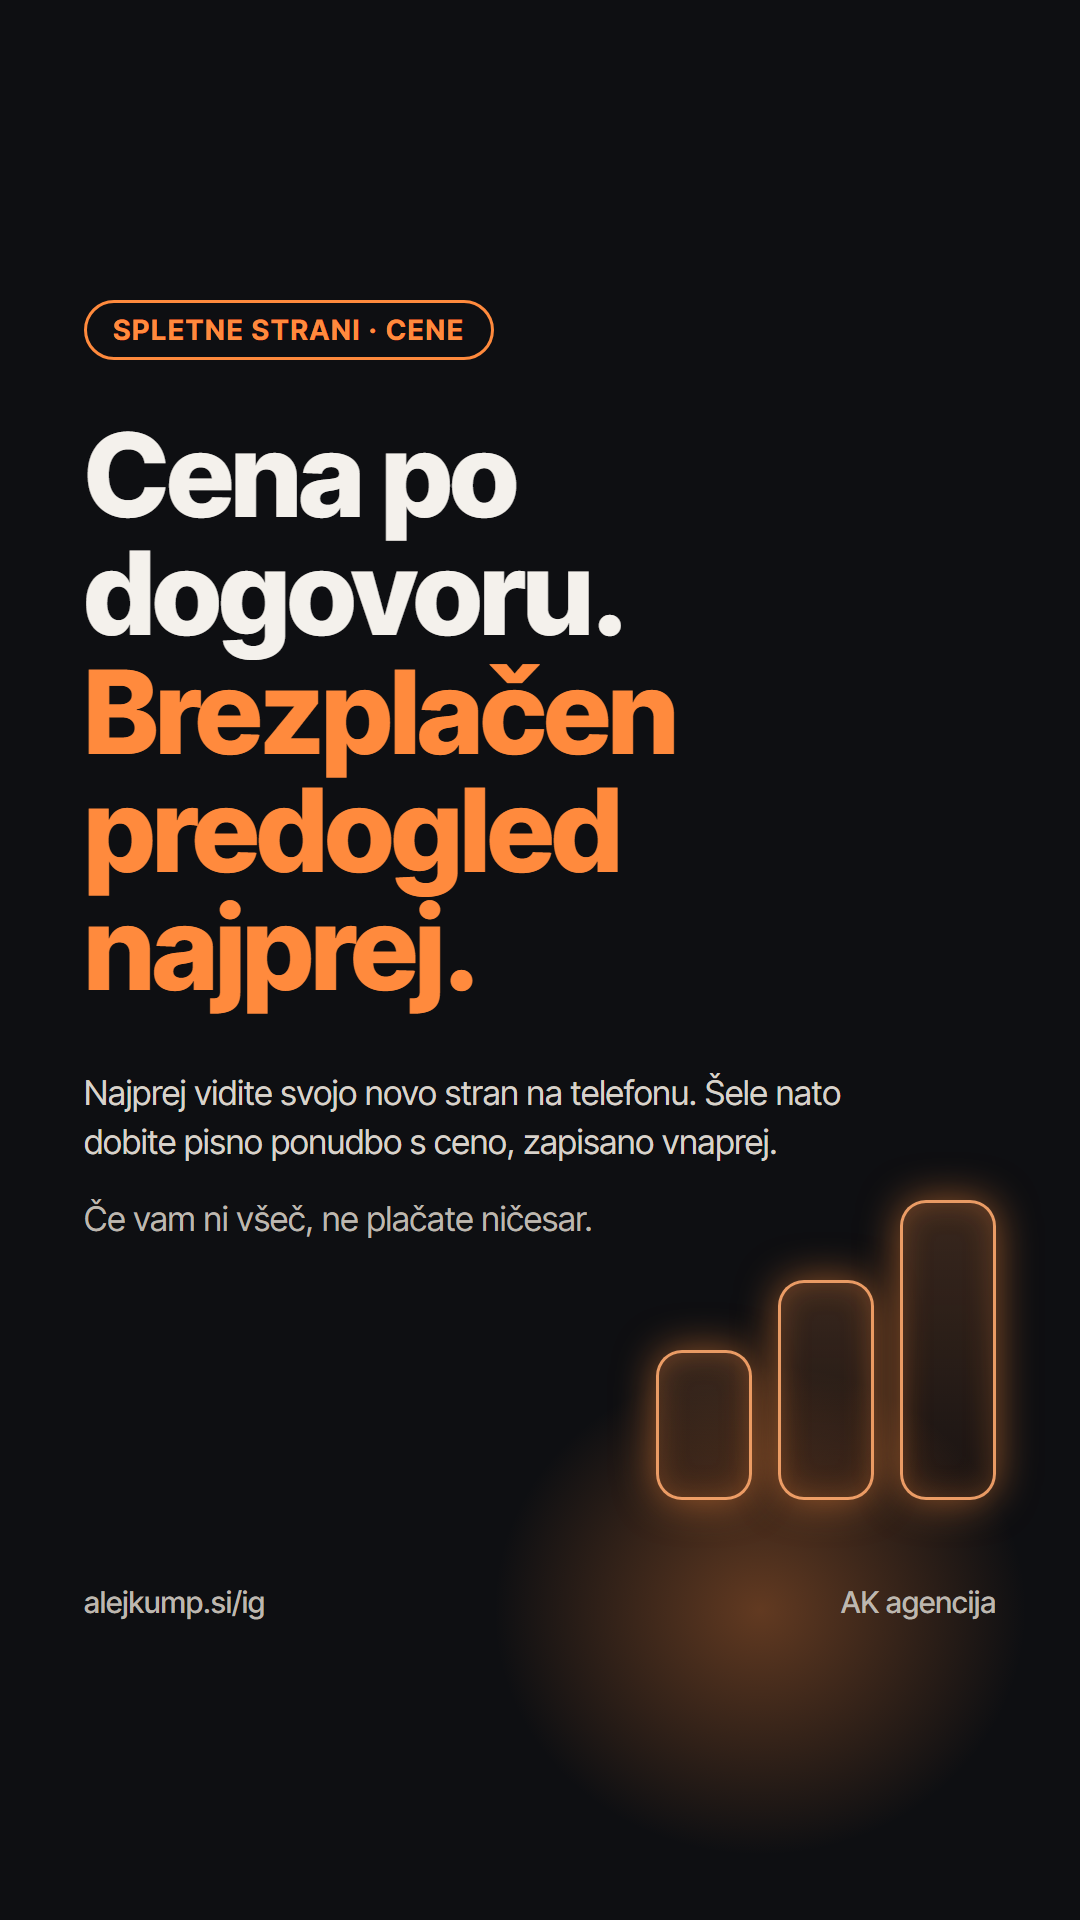 SPLETNE STRANI · CENE
Cena po
dogovoru.
Brezplačen
predogled
najprej.
Najprej vidite svojo novo stran na telefonu. Šele nato
dobite pisno ponudbo s ceno, zapisano vnaprej.
Če vam ni všeč, ne plačate ničesar.
alejkump.si/ig
AK agencija